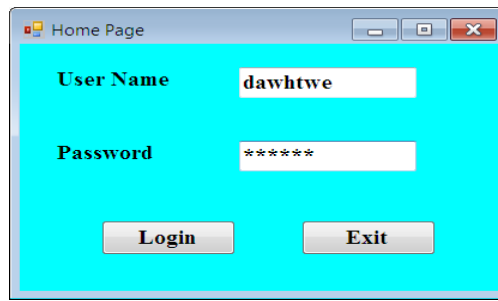 Home Page
User Name dawhtwe
Password ******
Login Exit